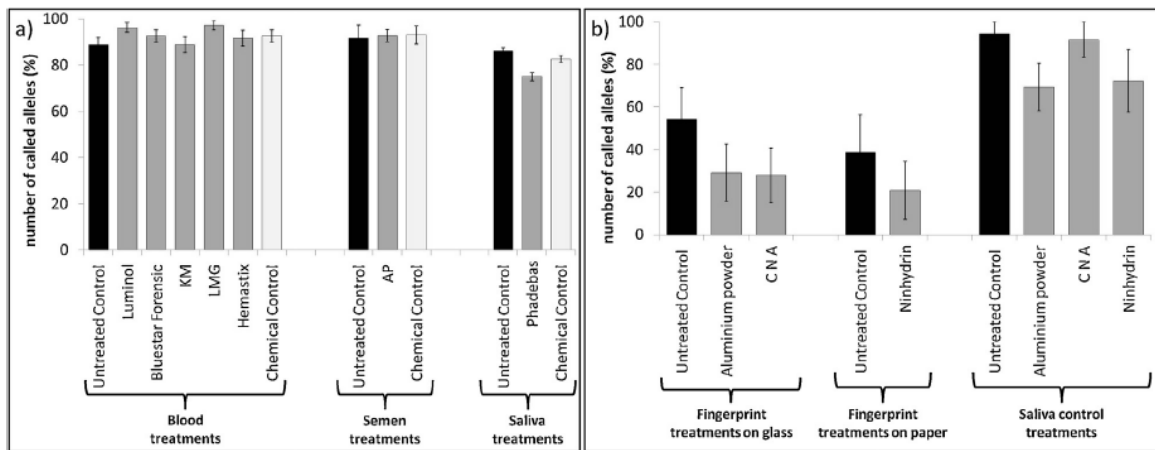 a)
number of called alleles (%)
100
80
60
40
20
0
Untreated Control
Luminol
Bluestar Forensic
KM
LMG
Hemastix
Chemical Control
Untreated Control
AP
Chemical Control
Untreated Control
Phadebas
Chemical Control
Blood
treatments
Semen
treatments
Saliva
treatments
b)
number of called alleles (%)
100
80
60
40
20
0
Untreated Control
Aluminium powder
C N A
Untreated Control
Ninhydrin
Untreated Control
Aluminium powder
C N A
Ninhydrin
Fingerprint
treatments on glass
Fingerprint
treatments on paper
Saliva control
treatments